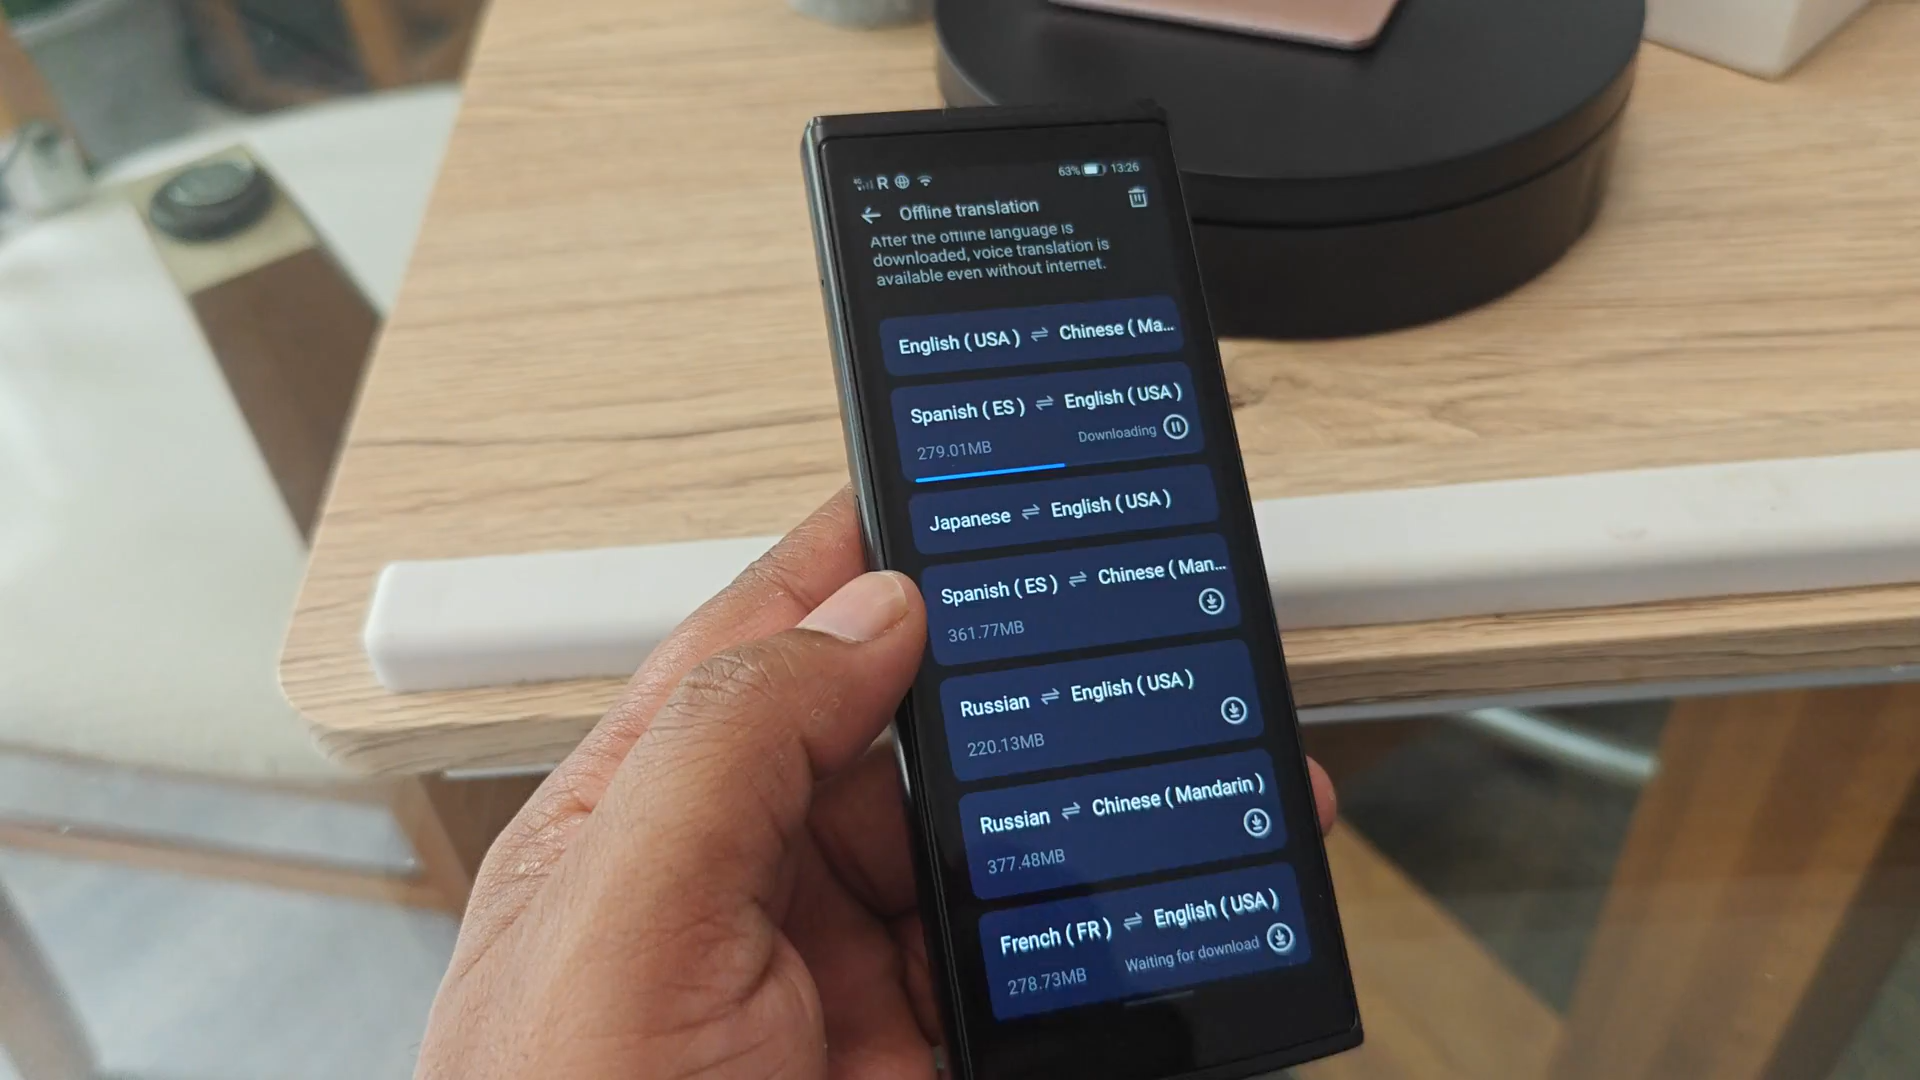 R 63% 13:26
Offline translation
After the offline language is
downloaded, voice translation is
available even without internet.
English ( USA ) ⇌ Chinese ( Ma...
Spanish ( ES ) ⇌ English ( USA )
279.01MB Downloading
Japanese ⇌ English ( USA )
Spanish ( ES ) ⇌ Chinese ( Man...
361.77MB
Russian ⇌ English ( USA )
220.13MB
Russian ⇌ Chinese ( Mandarin )
377.48MB
French ( FR ) ⇌ English ( USA )
278.73MB Waiting for download